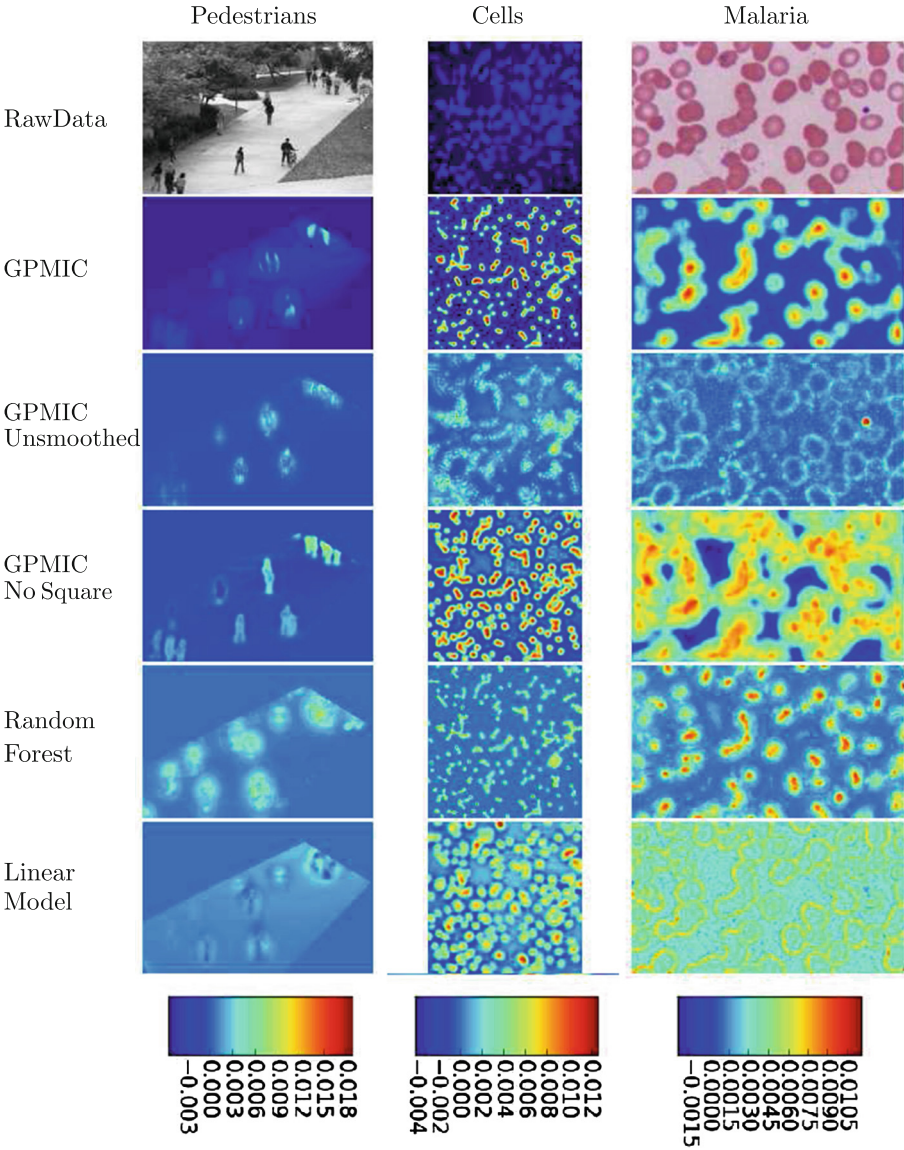 Pedestrians Cells Malaria
RawData
GPMIC
GPMIC
Unsmoothed
GPMIC
No Square
Random
Forest
Linear
Model
−0.003 0.000 0.003 0.006 0.009 0.012 0.015 0.018
−0.004 −0.002 0.000 0.002 0.004 0.006 0.008 0.010 0.012
−0.0015 0.0000 0.0015 0.0030 0.0045 0.0060 0.0075 0.0090 0.0105